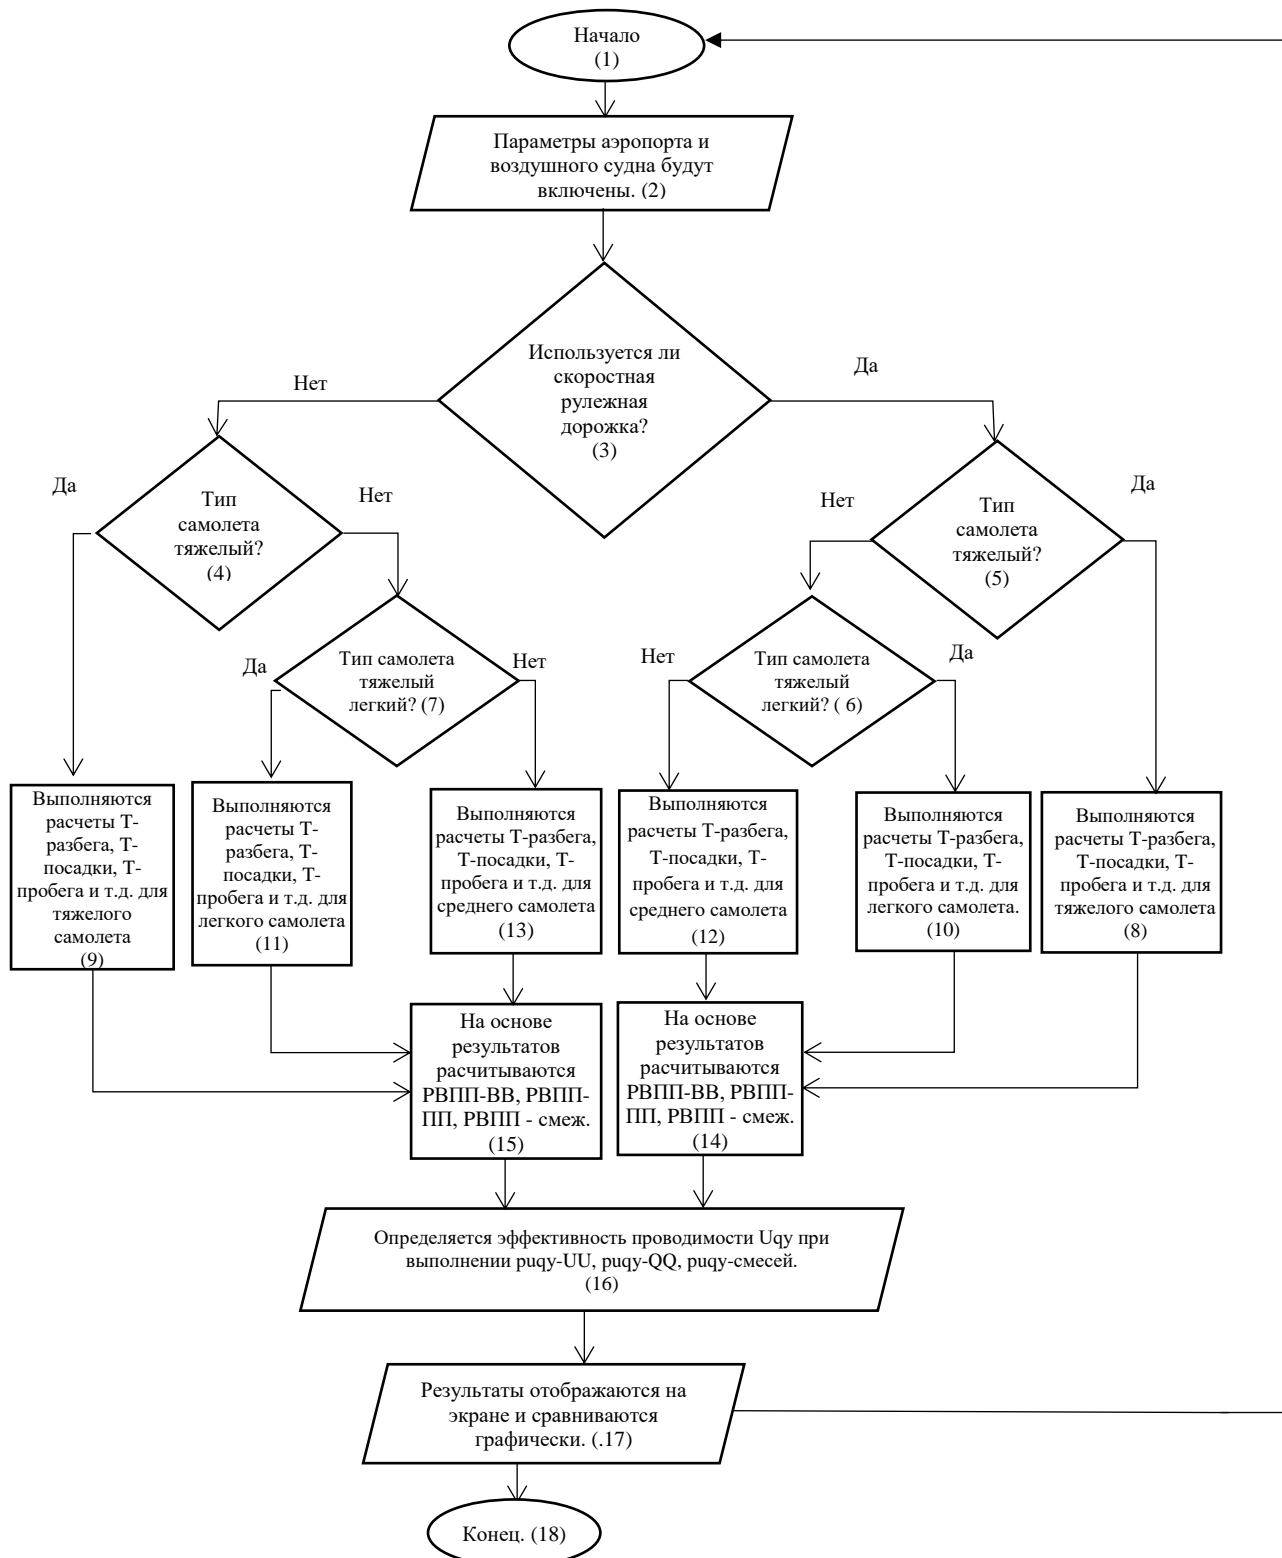 Начало
(1)
Параметры аэропорта и
воздушного судна будут
включены. (2)
Используется ли
скоростная
рулежная
дорожка?
(3)
Нет
Да
Да
Тип
самолета
тяжелый?
(4)
Нет
Нет
Тип
самолета
тяжелый?
(5)
Да
Да
Тип самолета
тяжелый
легкий? (7)
Нет
Нет
Тип самолета
тяжелый
легкий? ( 6)
Да
Выполняются
расчеты Т-
разбега, Т-
посадки, Т-
пробега и т.д. для
тяжелого
самолета
(9)
Выполняются
расчеты Т-
разбега, Т-
посадки, Т-
пробега и т.д. для
легкого самолета
(11)
Выполняются
расчеты Т-разбега,
Т-посадки, Т-
пробега и т.д. для
среднего самолета
(13)
Выполняются
расчеты Т-разбега,
Т-посадки, Т-
пробега и т.д. для
среднего самолета
(12)
Выполняются
расчеты Т-разбега,
Т-посадки, Т-
пробега и т.д. для
легкого самолета.
(10)
Выполняются
расчеты Т-разбега,
Т-посадки, Т-
пробега и т.д. для
тяжелого самолета
(8)
На основе
результатов
расчитываются
РВПП-ВВ, РВПП-
ПП, РВПП - смеж.
(15)
На основе
результатов
расчитываются
РВПП-ВВ, РВПП-
ПП, РВПП - смеж.
(14)
Определяется эффективность проводимости Uqy при
выполнении puqy-UU, puqy-QQ, puqy-смесей.
(16)
Результаты отображаются на
экране и сравниваются
графически. (.17)
Конец. (18)